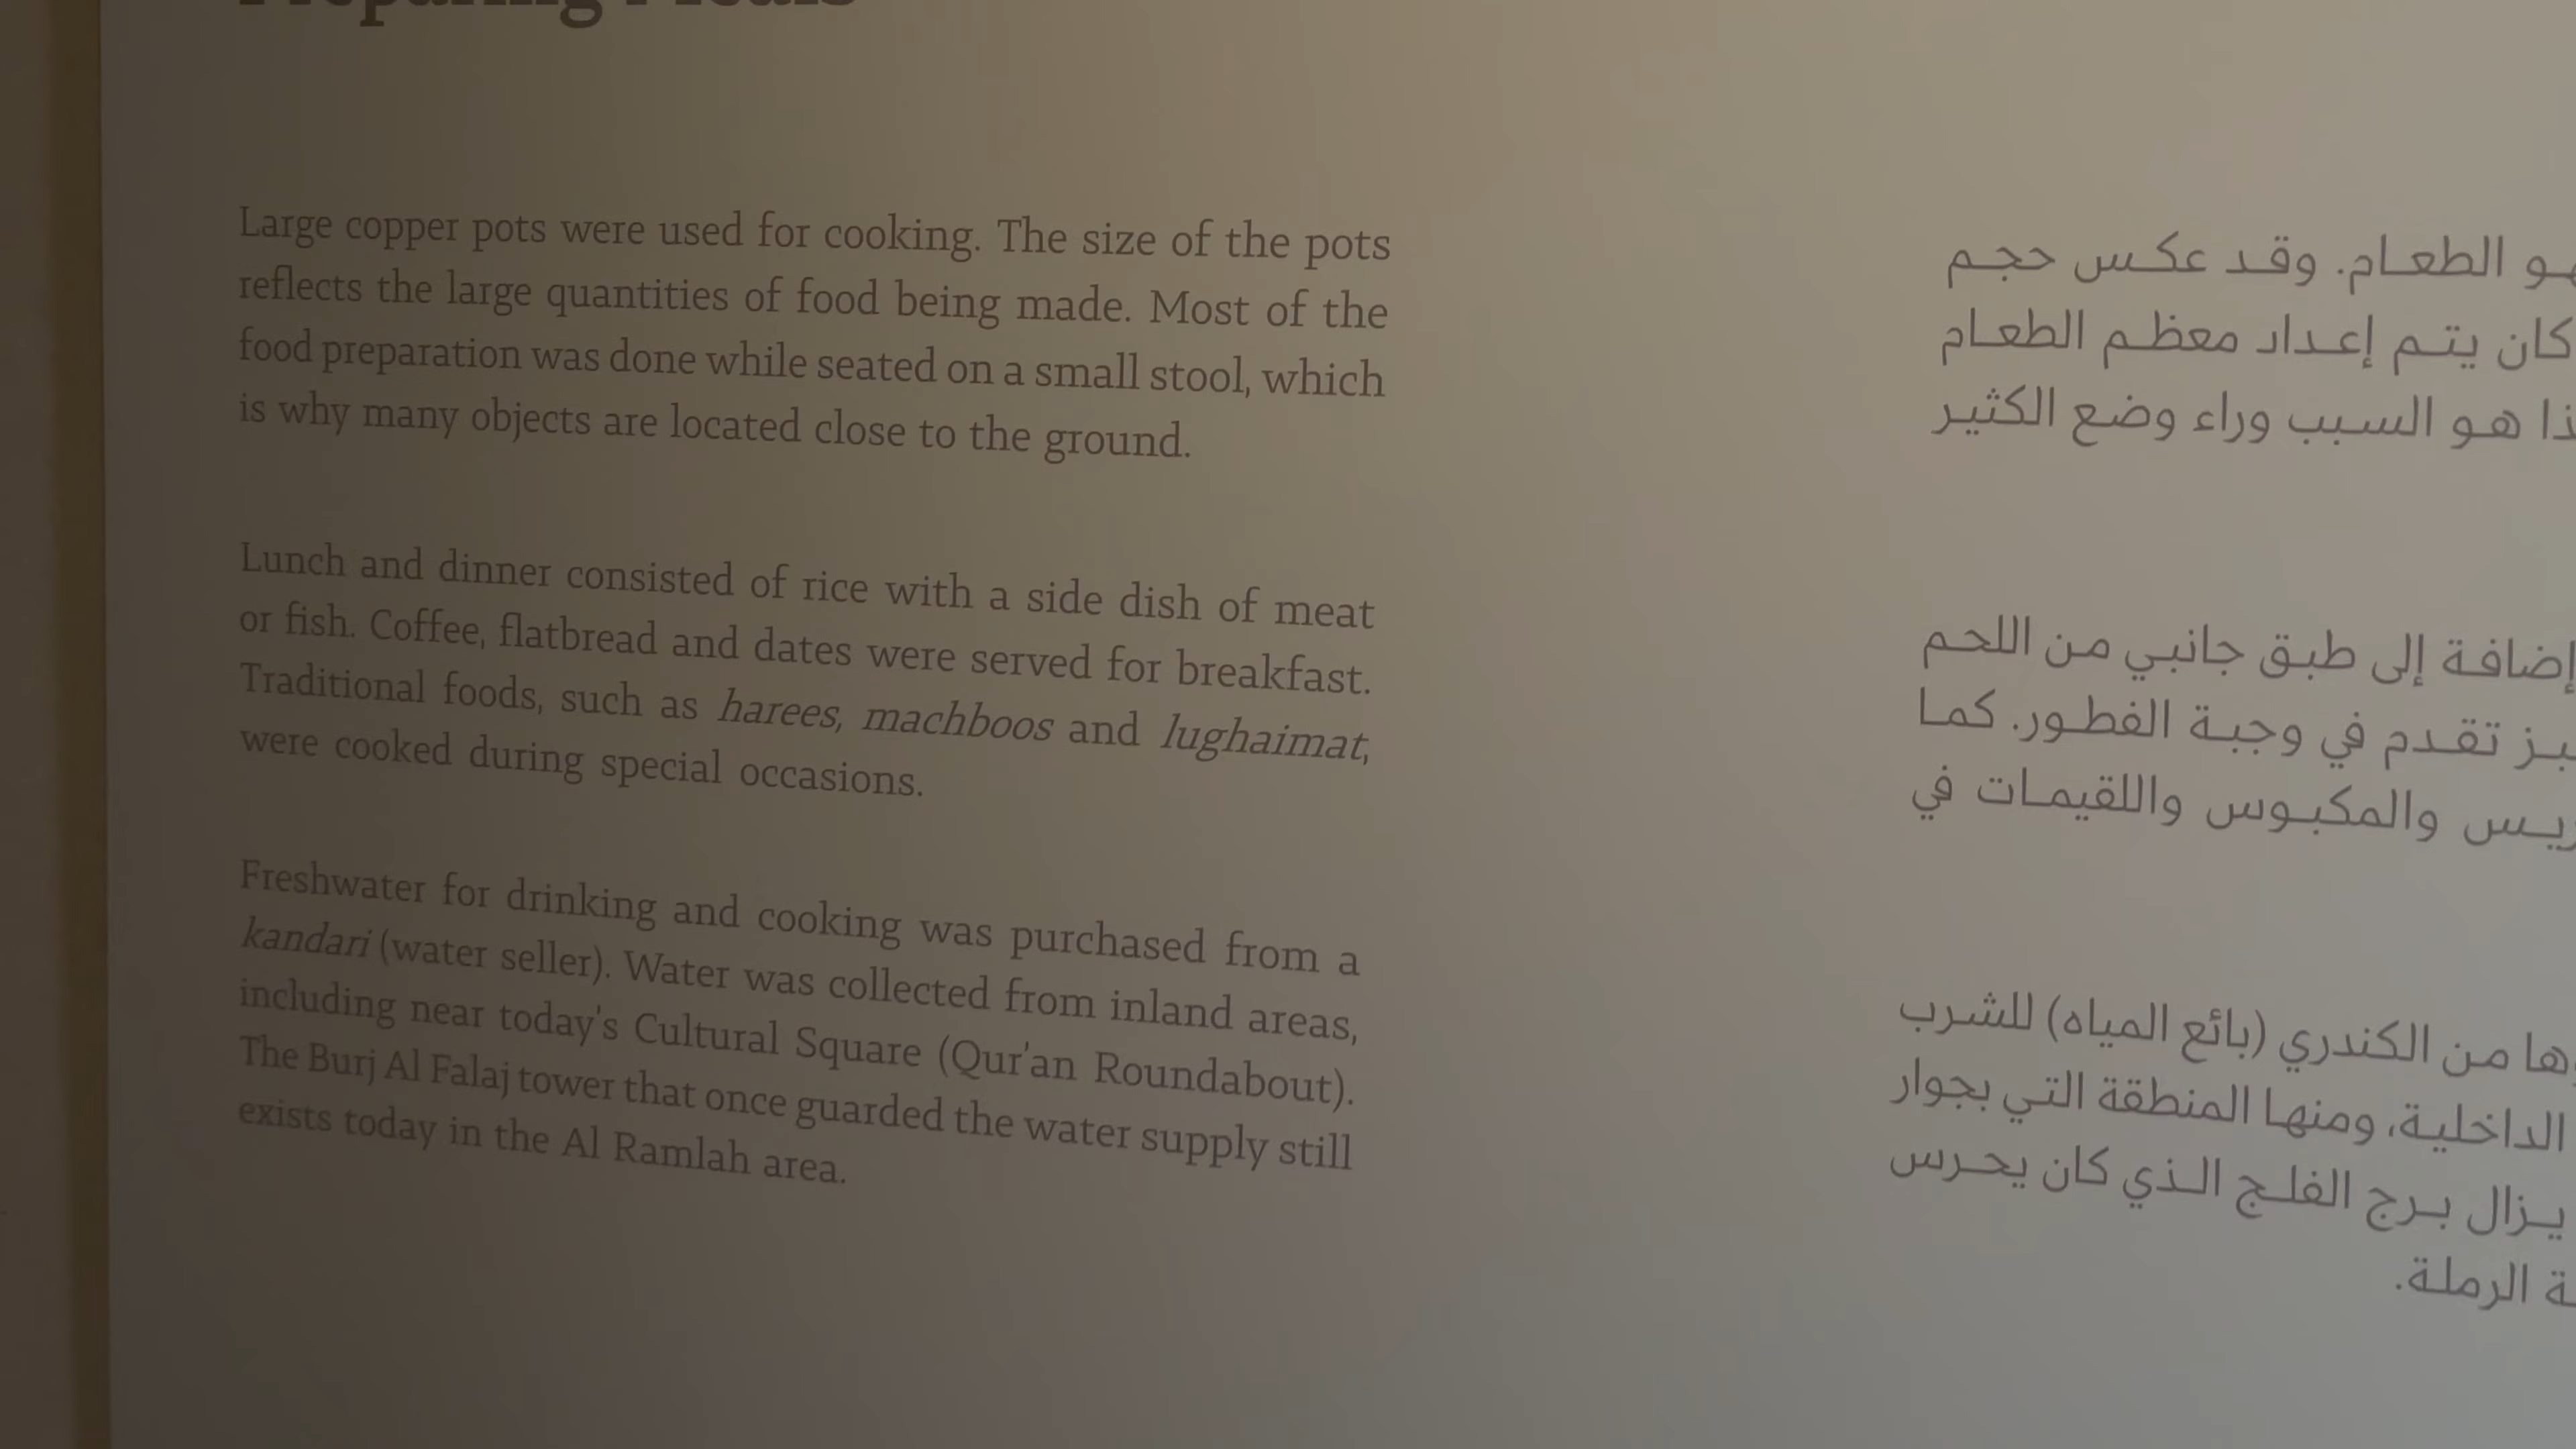 Preparing Meals
Large copper pots were used for cooking. The size of the pots
reflects the large quantities of food being made. Most of the
food preparation was done while seated on a small stool, which
is why many objects are located close to the ground.
Lunch and dinner consisted of rice with a side dish of meat
or fish. Coffee, flatbread and dates were served for breakfast.
Traditional foods, such as harees, machboos and lughaimat,
were cooked during special occasions.
Freshwater for drinking and cooking was purchased from a
kandari (water seller). Water was collected from inland areas,
including near today's Cultural Square (Qur'an Roundabout).
The Burj Al Falaj tower that once guarded the water supply still
exists today in the Al Ramlah area.
الطعام. وقد عكس حجم
كان يتم إعداد معظم الطعام
هو السبب وراء وضع الكثير
إضافة إلى طبق جانبي من اللحم
تقدم في وجبة الفطور. كما
والمكبوس واللقيمات في
من الكندري (بائع المياه) للشرب
الداخلية، ومنها المنطقة التي بجوار
يزال برج الفلج الذي كان يحرس
الرملة.